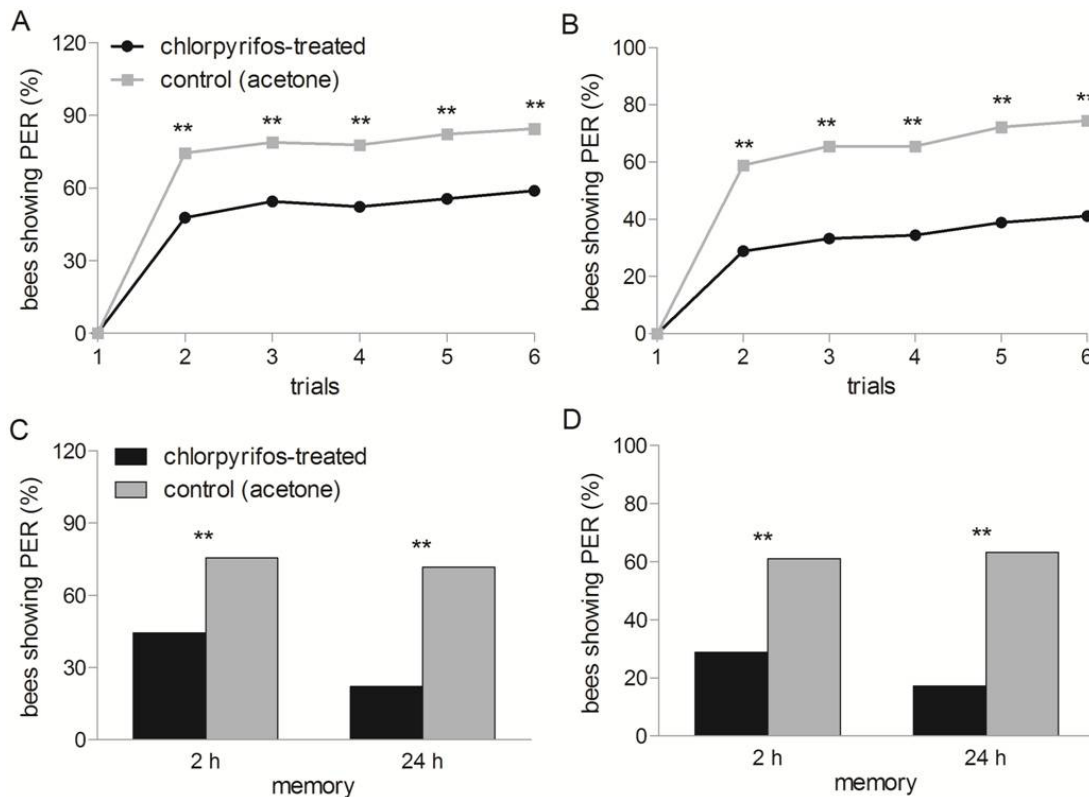 A
bees showing PER (%)
120
90
60
30
0
chlorpyrifos-treated
control (acetone)
** ** ** ** **
1 2 3 4 5 6
trials
B
bees showing PER (%)
100
80
60
40
20
0
** ** ** ** **
1 2 3 4 5 6
trials
C
bees showing PER (%)
120
90
60
30
0
chlorpyrifos-treated
control (acetone)
** **
2 h 24 h
memory
D
bees showing PER (%)
100
80
60
40
20
0
** **
2 h 24 h
memory